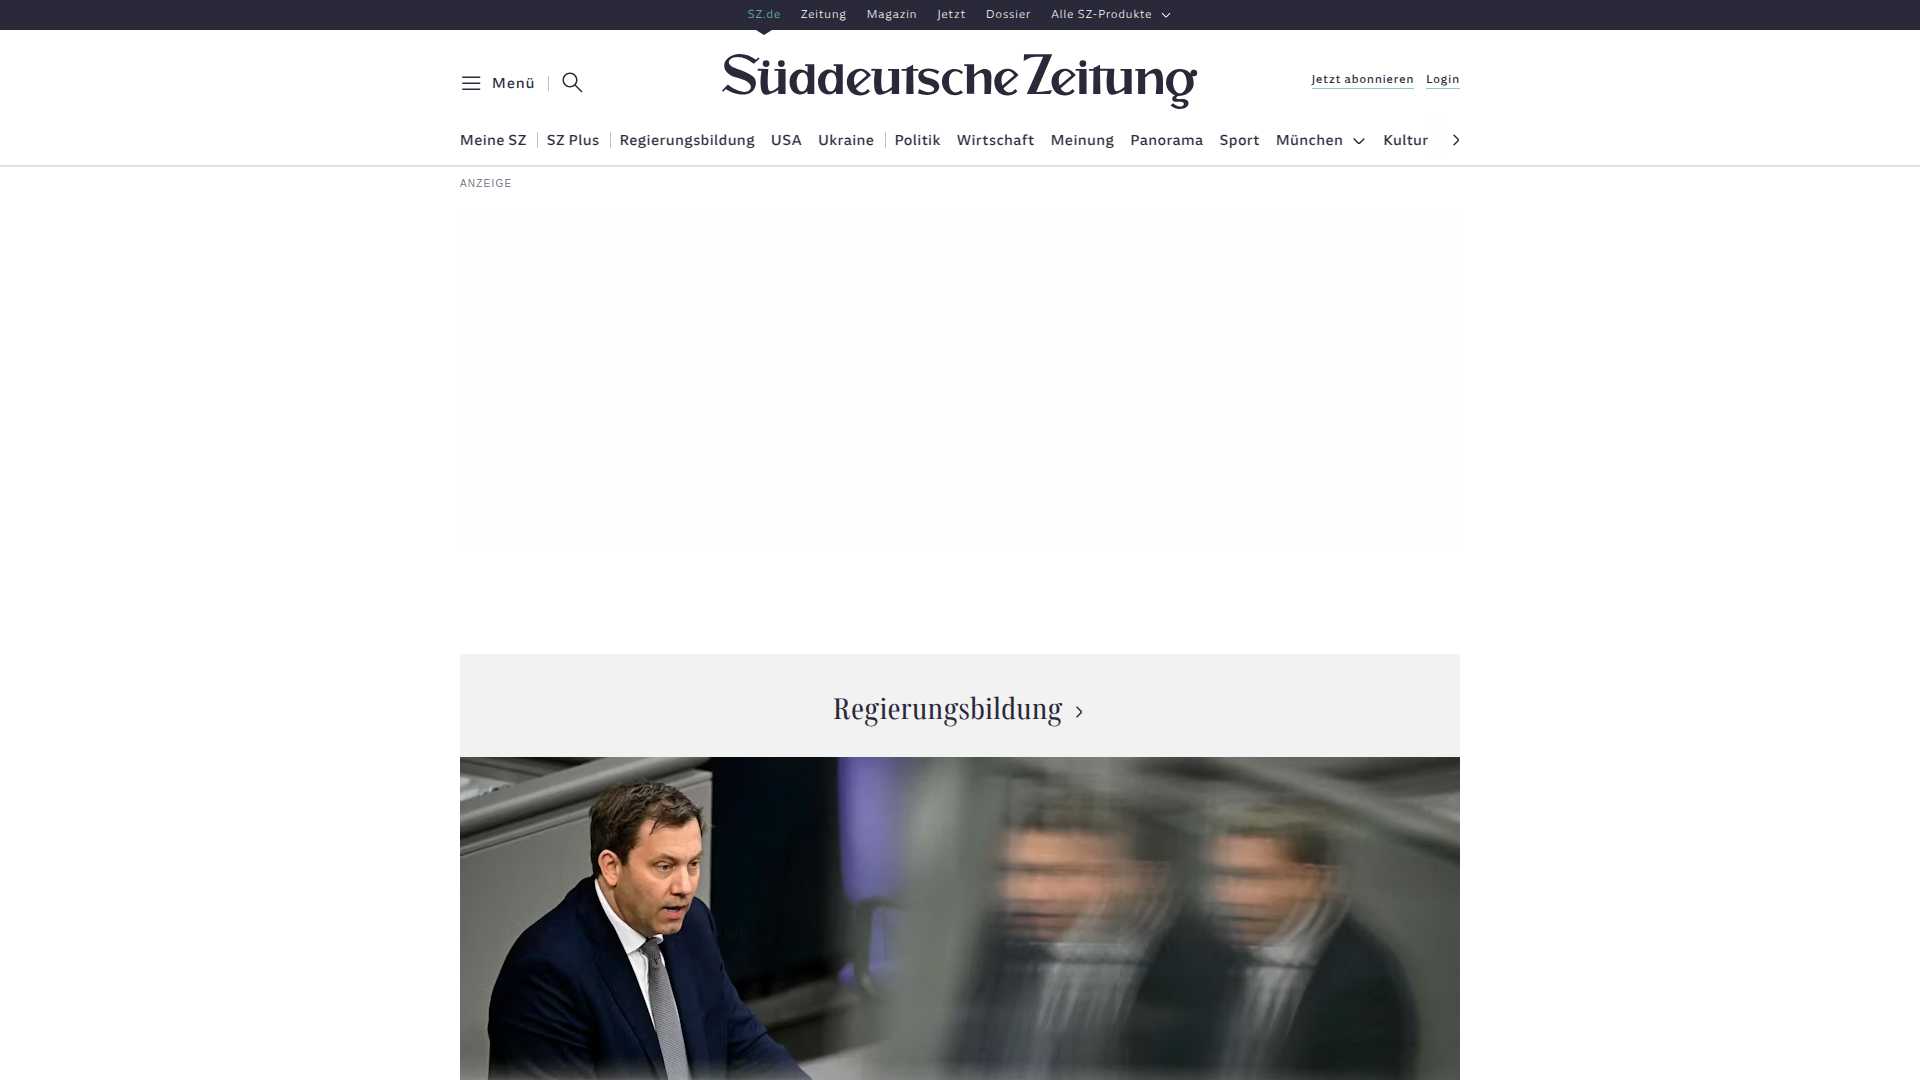 SZ.de Zeitung Magazin Jetzt Dossier Alle SZ-Produkte
Menü
Süddeutsche Zeitung
Jetzt abonnieren Login
Meine SZ SZ Plus Regierungsbildung USA Ukraine Politik Wirtschaft Meinung Panorama Sport München Kultur
ANZEIGE
Regierungsbildung